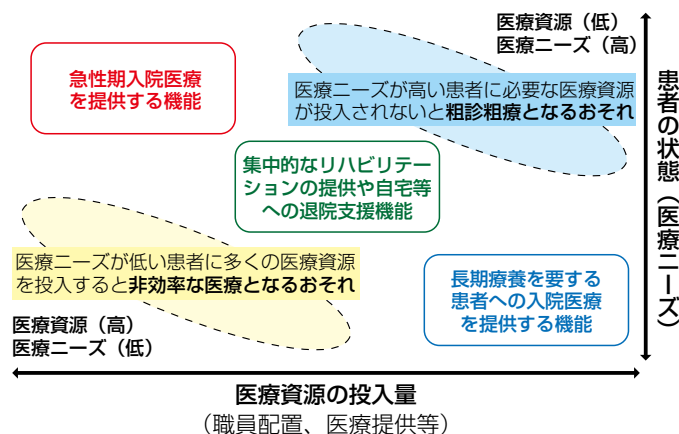 医療資源（低）
医療ニーズ（高）
急性期入院医療
を提供する機能
医療ニーズが高い患者に必要な医療資源
が投入されないと粗診粗療となるおそれ
集中的なリハビリテー
ションの提供や自宅等
への退院支援機能
医療ニーズが低い患者に多くの医療資源
を投入すると非効率な医療となるおそれ
長期療養を要する
患者への入院医療
を提供する機能
医療資源（高）
医療ニーズ（低）
患者の状態（医療ニーズ）
医療資源の投入量
（職員配置、医療提供等）